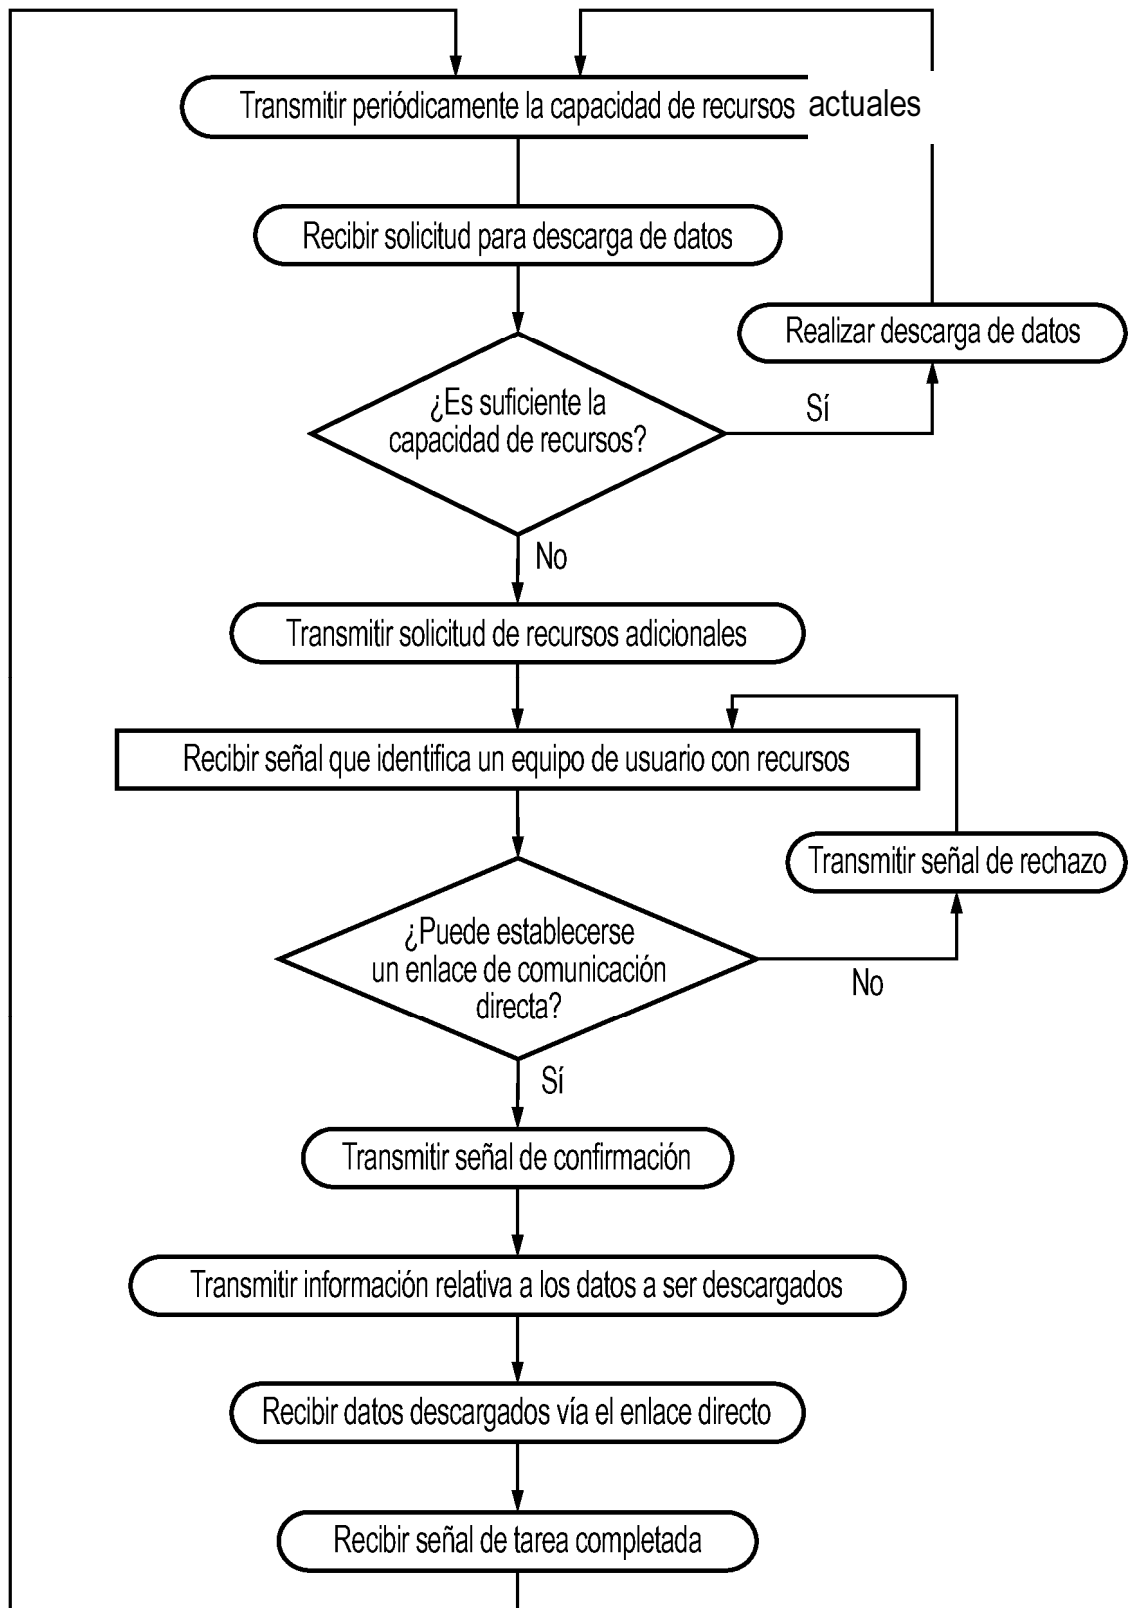 Transmitir periódicamente la capacidad de recursos actuales
Recibir solicitud para descarga de datos
Realizar descarga de datos
¿Es suficiente la
capacidad de recursos?
Sí
No
Transmitir solicitud de recursos adicionales
Recibir señal que identifica un equipo de usuario con recursos
Transmitir señal de rechazo
¿Puede establecerse
un enlace de comunicación
directa?
No
Sí
Transmitir señal de confirmación
Transmitir información relativa a los datos a ser descargados
Recibir datos descargados vía el enlace directo
Recibir señal de tarea completada